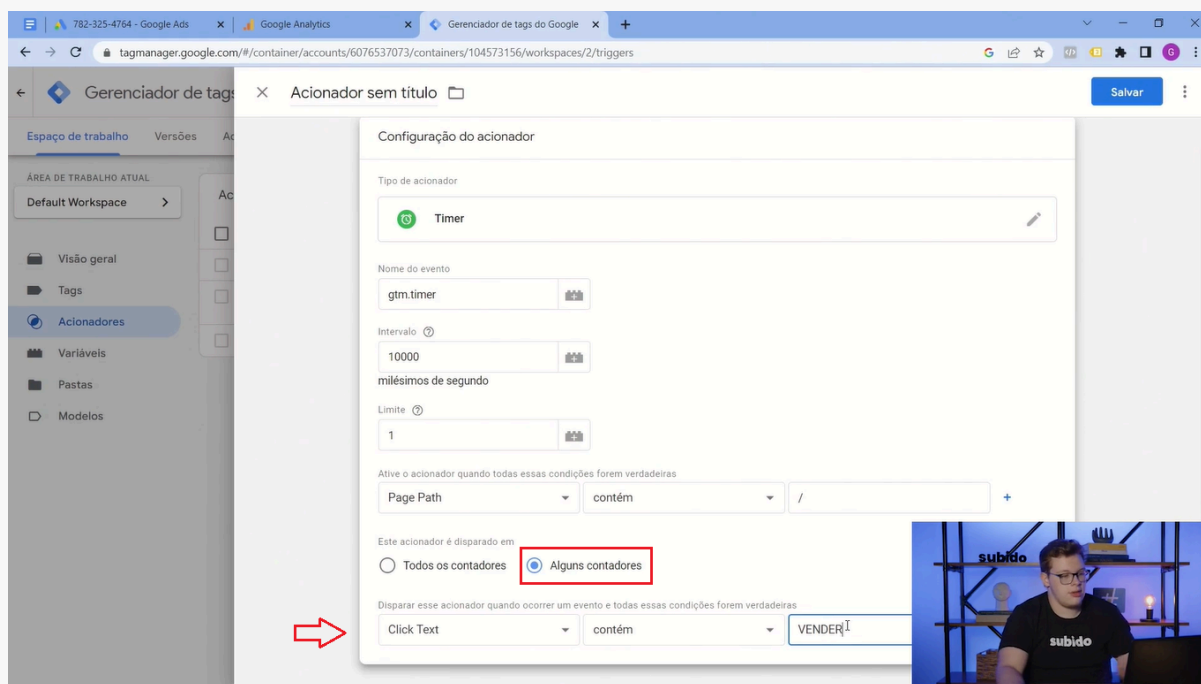 782-325-4764 - Google Ads
Google Analytics
Gerenciador de tags do Google
tagmanager.google.com/#/container/accounts/6076537073/containers/104573156/workspaces/2/triggers
G
Gerenciador de tags
Acionador sem título
Salvar
Espaço de trabalho
Versões
Ad
ÁREA DE TRABALHO ATUAL
Default Workspace
Ac
Visão geral
Tags
Acionadores
Variáveis
Pastas
Modelos
Configuração do acionador
Tipo de acionador
Timer
Nome do evento
gtm.timer
Intervalo
10000
milésimos de segundo
Limite
1
Ative o acionador quando todas essas condições forem verdadeiras
Page Path contém /
Este acionador é disparado em
Todos os contadores Alguns contadores
Disparar esse acionador quando ocorrer um evento e todas essas condições forem verdadeiras
Click Text contém VENDER
subido
subido